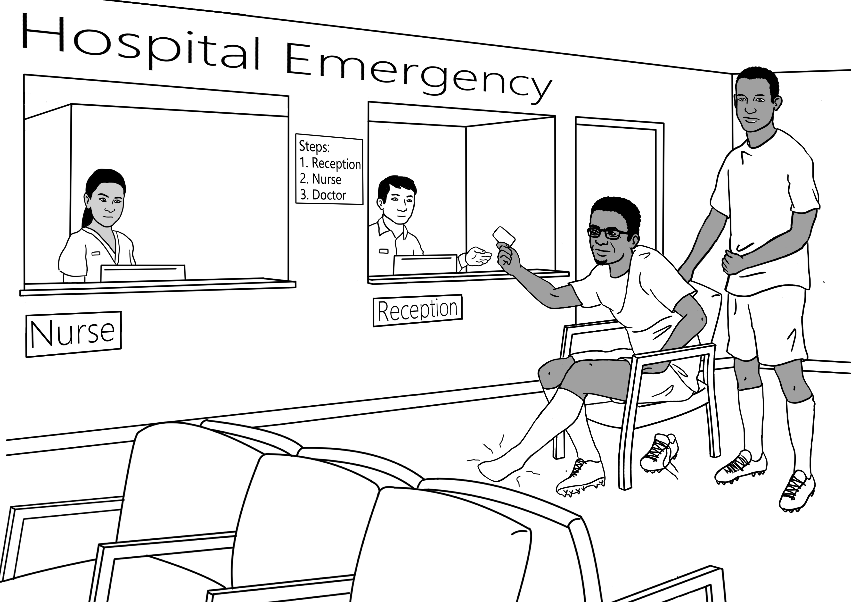 Hospital Emergency
Steps:
1. Reception
2. Nurse
3. Doctor
Reception
Nurse